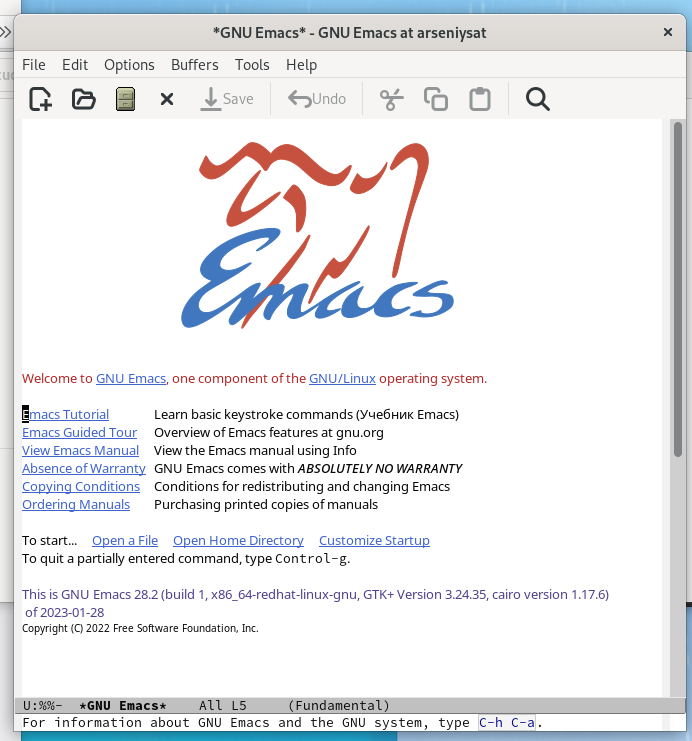 *GNU Emacs* - GNU Emacs at arseniysat
File Edit Options Buffers Tools Help
Save Undo
Emacs
Welcome to GNU Emacs, one component of the GNU/Linux operating system.
Emacs Tutorial Learn basic keystroke commands (Учебник Emacs)
Emacs Guided Tour Overview of Emacs features at gnu.org
View Emacs Manual View the Emacs manual using Info
Absence of Warranty GNU Emacs comes with ABSOLUTELY NO WARRANTY
Copying Conditions Conditions for redistributing and changing Emacs
Ordering Manuals Purchasing printed copies of manuals
To start... Open a File Open Home Directory Customize Startup
To quit a partially entered command, type Control-g.
This is GNU Emacs 28.2 (build 1, x86_64-redhat-linux-gnu, GTK+ Version 3.24.35, cairo version 1.17.6)
of 2023-01-28
Copyright (C) 2022 Free Software Foundation, Inc.
U:%%- *GNU Emacs* All L5 (Fundamental)
For information about GNU Emacs and the GNU system, type C-h C-a.